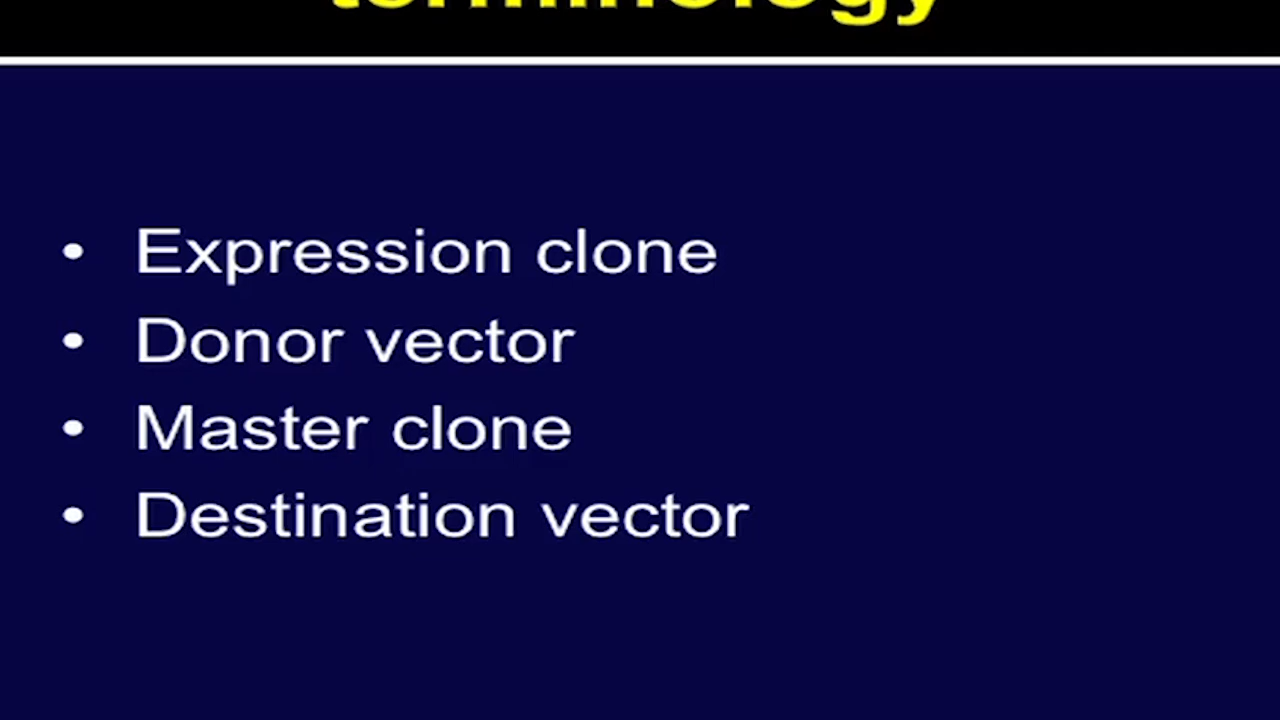 terminology
• Expression clone
• Donor vector
• Master clone
• Destination vector